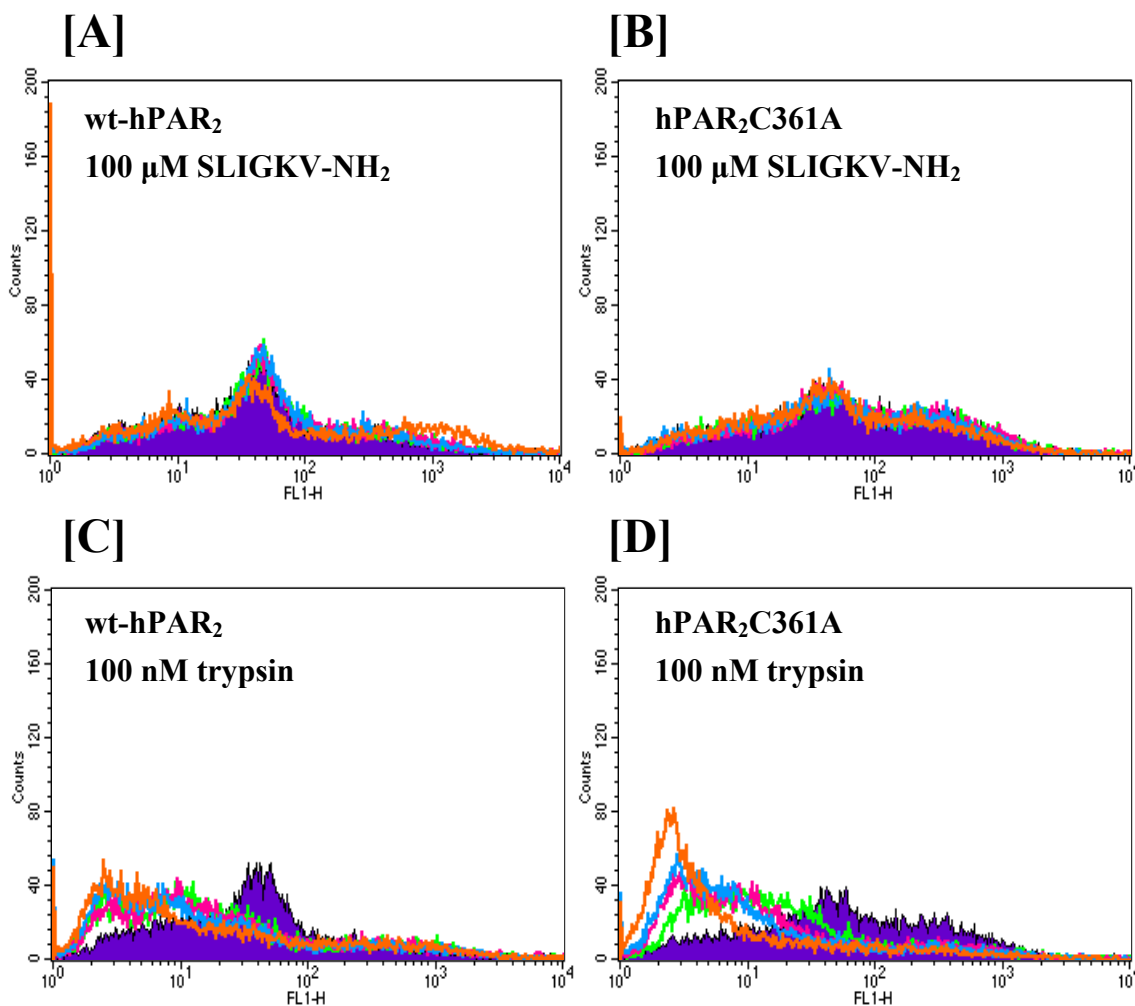 [A]
wt-hPAR₂
100 μM SLIGKV-NH₂
Counts
200
160
120
80
40
0
10⁰
10¹
10²
10³
10⁴
FL1-H
[B]
hPAR₂C361A
100 μM SLIGKV-NH₂
Counts
200
160
120
80
40
0
10⁰
10¹
10²
10³
10⁴
FL1-H
[C]
wt-hPAR₂
100 nM trypsin
Counts
200
160
120
80
40
0
10⁰
10¹
10²
10³
10⁴
FL1-H
[D]
hPAR₂C361A
100 nM trypsin
Counts
200
160
120
80
40
0
10⁰
10¹
10²
10³
10⁴
FL1-H